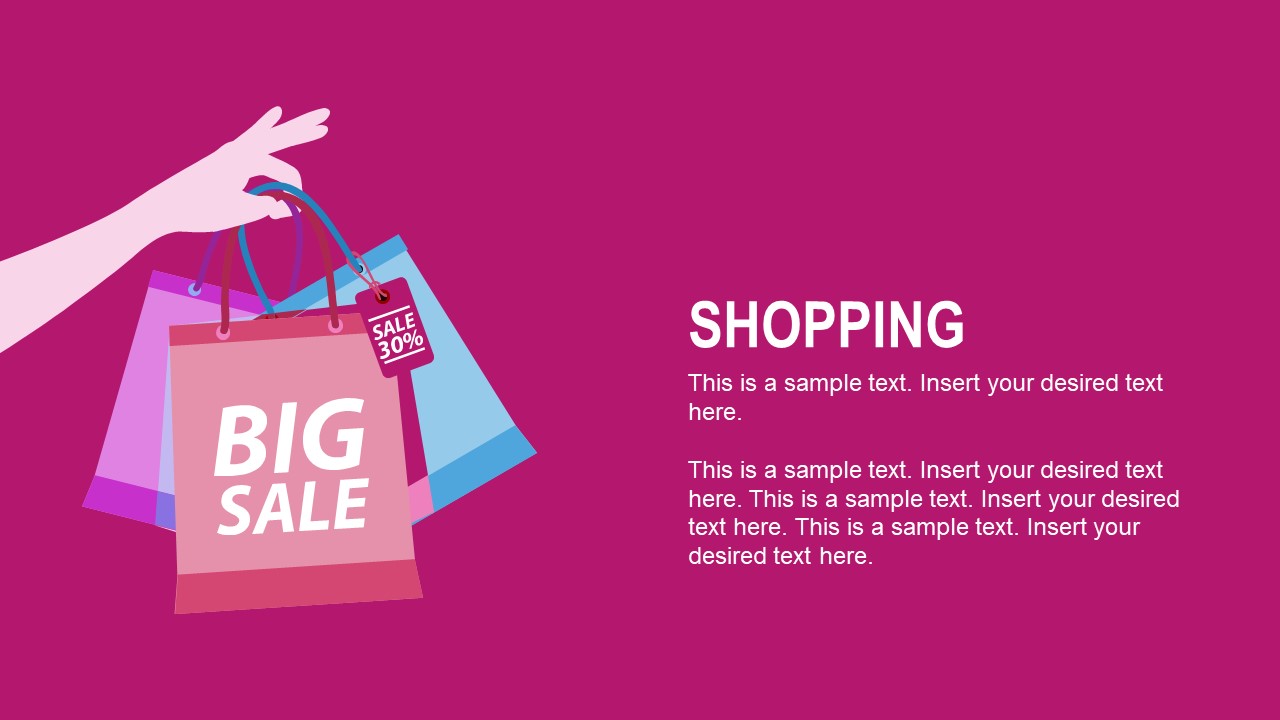 SALE
30%
BIG
SALE
SHOPPING
This is a sample text. Insert your desired text
here.
This is a sample text. Insert your desired text
here. This is a sample text. Insert your desired
text here. This is a sample text. Insert your
desired text here.